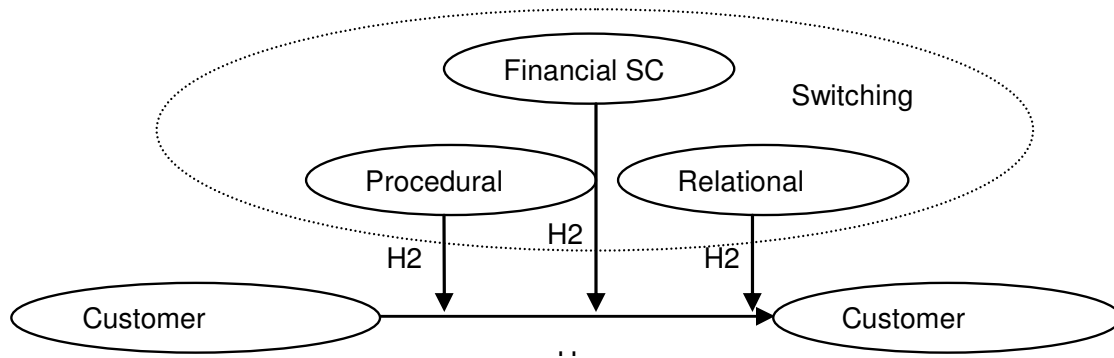 Financial SC
Switching
Procedural
Relational
H2
H2
H2
Customer
Customer